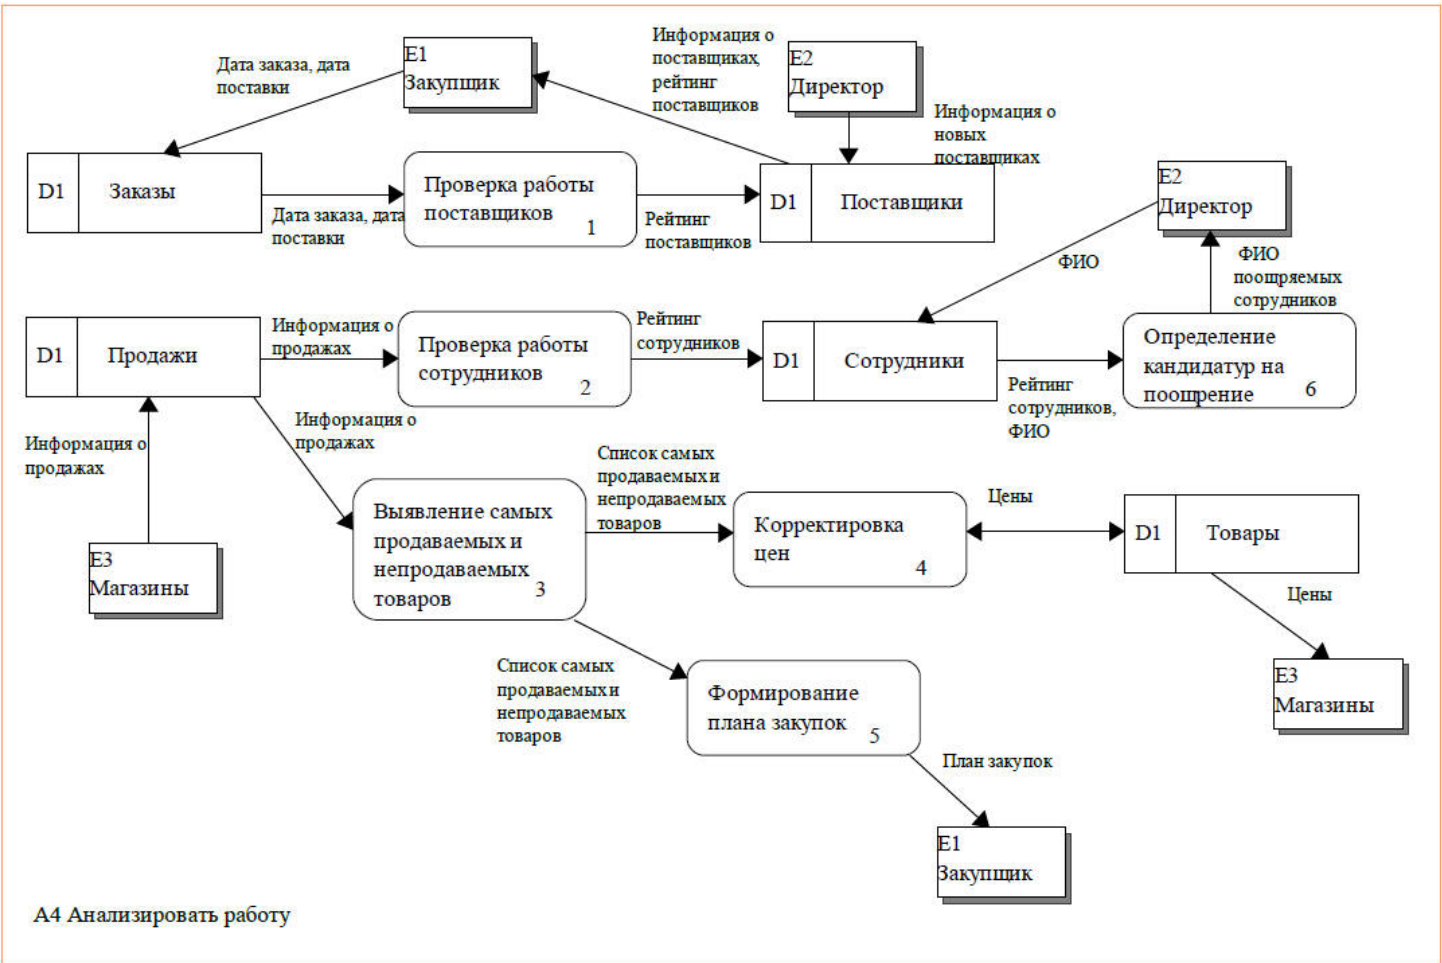 Дата заказа, дата
поставки
E1
Закупщик
Информация о
поставщиках,
рейтинг
поставщиков
E2
Директор
Информация о
новых
поставщиках
D1
Заказы
Дата заказа, дата
поставки
Проверка работы
поставщиков
1
Рейтинг
поставщиков
D1
Поставщики
E2
Директор
ФИО
ФИО
поощряемых
сотрудников
D1
Продажи
Информация о
продажах
Проверка работы
сотрудников
2
Рейтинг
сотрудников
D1
Сотрудники
Рейтинг
сотрудников,
ФИО
Определение
кандидатур на
поощрение
6
Информация о
продажах
Информация о
продажах
E3
Магазины
Выявление самых
продаваемых и
непродаваемых
товаров
3
Список самых
продаваемых и
непродаваемых
товаров
Корректировка
цен
4
Цены
D1
Товары
Цены
E3
Магазины
Список самых
продаваемых и
непродаваемых
товаров
Формирование
плана закупок
5
План закупок
E1
Закупщик
А4 Анализировать работу